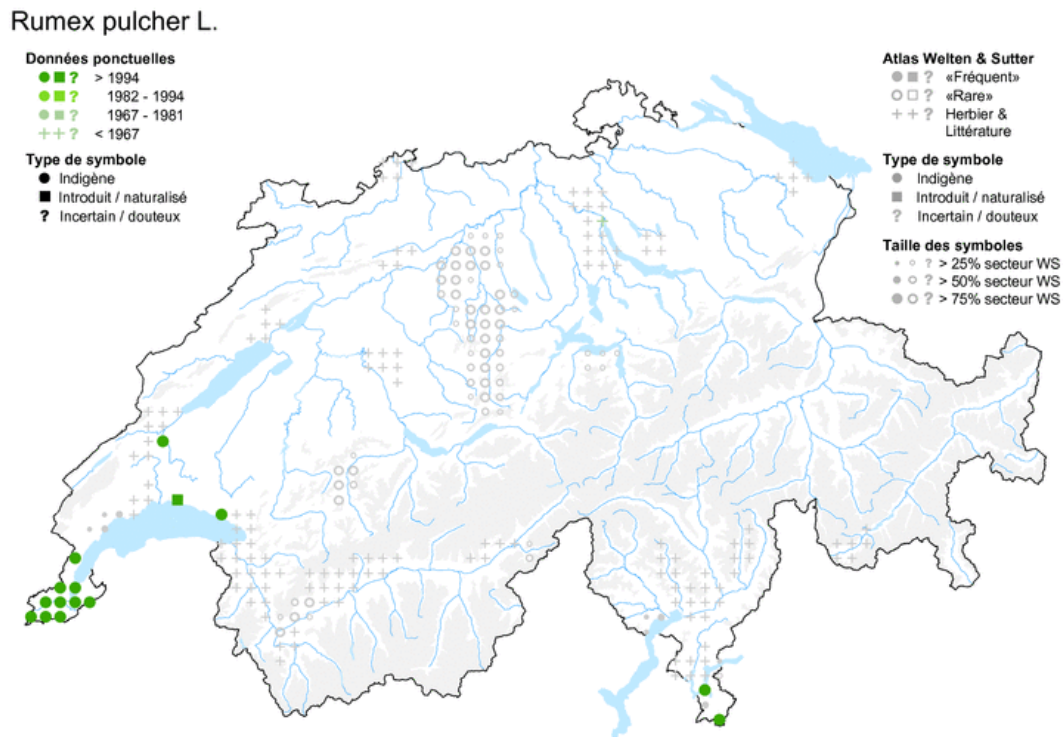 Rumex pulcher L.
Données ponctuelles
? > 1994
? 1982 - 1994
? 1967 - 1981
++? < 1967
Type de symbole
Indigène
Introduit / naturalisé
? Incertain / douteux
Atlas Welten & Sutter
? «Fréquent»
? «Rare»
++? Herbier &
Littérature
Type de symbole
Indigène
Introduit / naturalisé
? Incertain / douteux
Taille des symboles
? > 25% secteur WS
? > 50% secteur WS
? > 75% secteur WS